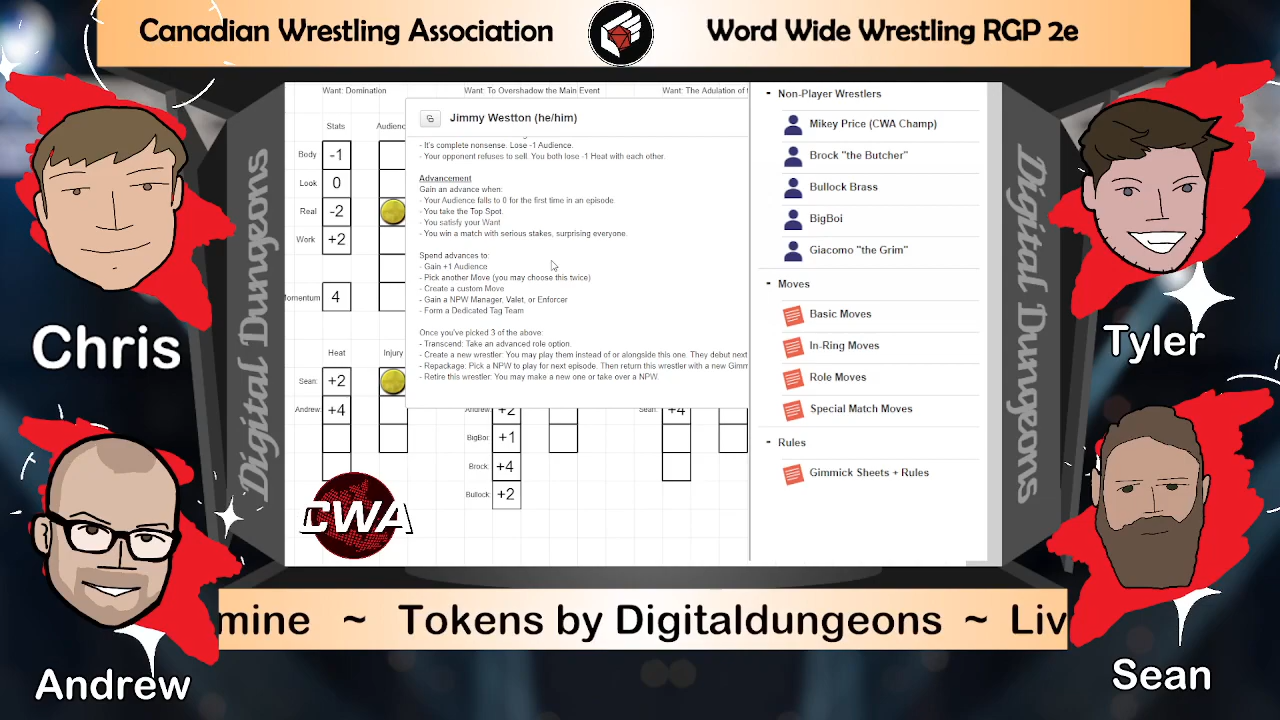 Canadian Wrestling Association
Word Wide Wrestling RGP 2e
Chris
Andrew
Tyler
Sean
Digital Dungeons
Digital Dungeons
Want: Domination
Want: To Overshadow the Main Event
Want: The Adulation of
Stats
Body -1
Look 0
Real -2
Work +2
4
Heat
Injury
Sean: +2
Andrew: +4
Jimmy Westton (he/him)
- It's complete nonsense. Lose -1 Audience.
- Your opponent refuses to sell. You both lose -1 Heat with each other.
Advancement
Gain an advance when:
- Your Audience falls to 0 for the first time in an episode
- You take the Top Spot.
- You satisfy your Want
- You win a match with serious stakes, surprising everyone.
Spend advances to:
- Gain +1 Audience
- Pick another Move (you may choose this twice)
- Create a custom Move
- Gain a NPW Manager, Valet, or Enforcer
- Form a Dedicated Tag Team
Once you've picked 3 of the above:
- Transcend: Take an advanced role option.
- Create a new wrestler: You may play them instead of or alongside this one. They debut next
- Repackage: Pick a NPW to play for next episode. Then return this wrestler with a new Gimm
- Retire this wrestler: You may make a new one or take over a NPW.
Andrew: +2
BigBoi: +1
Brock: +4
Bullock: +2
Sean: +4
Non-Player Wrestlers
Mikey Price (CWA Champ)
Brock "the Butcher"
Bullock Brass
BigBoi
Giacomo "the Grim"
Moves
Basic Moves
In-Ring Moves
Role Moves
Special Match Moves
Rules
Gimmick Sheets + Rules
CWA
mine ~ Tokens by Digitaldungeons ~ Liv